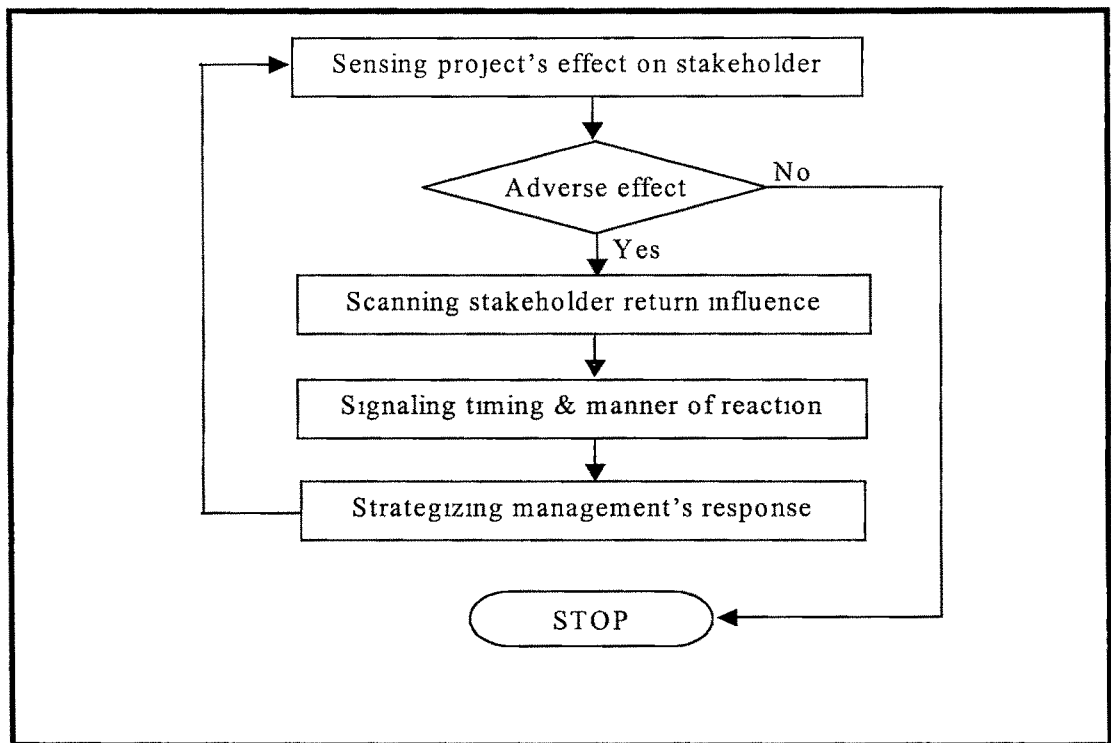 Sensing project's effect on stakeholder
Adverse effect
No
Yes
Scanning stakeholder return influence
Signaling timing & manner of reaction
Strategizing management's response
STOP